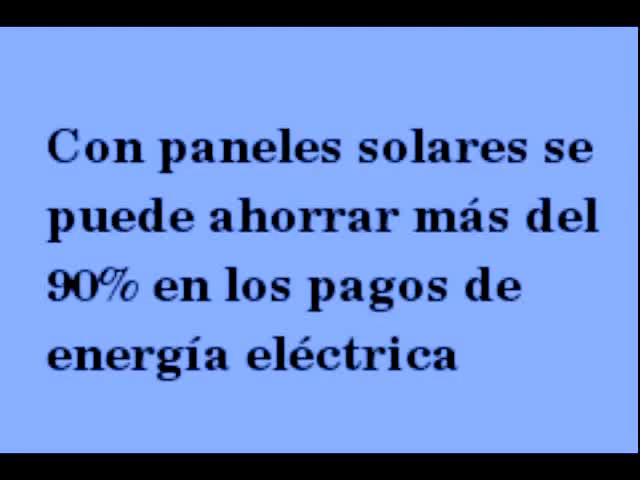 Con paneles solares se
puede ahorrar más del
90% en los pagos de
energía eléctrica